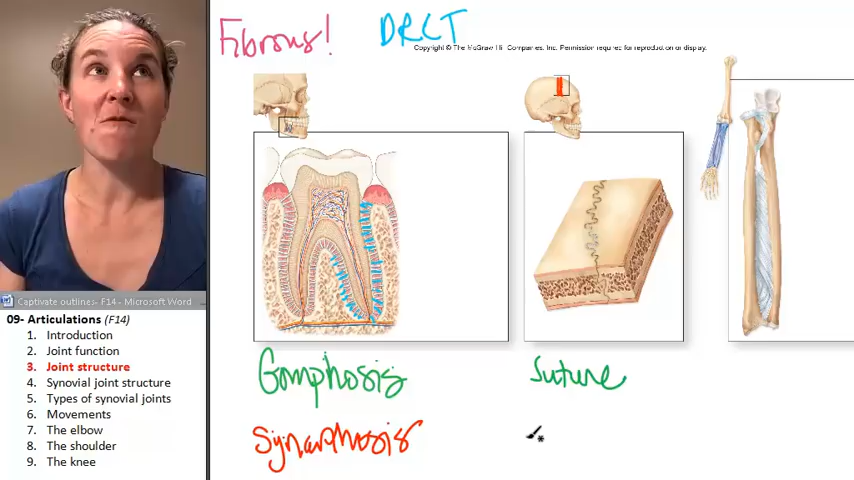 Fibrous! DRCT
Copyright © The McGraw-Hill Companies, Inc. Permission required for reproduction or display.
Gomphosis Suture
Synarthosis
Captivate outlines- F14 - Microsoft Word
09- Articulations (F14)
1. Introduction
2. Joint function
3. Joint structure
4. Synovial joint structure
5. Types of synovial joints
6. Movements
7. The elbow
8. The shoulder
9. The knee